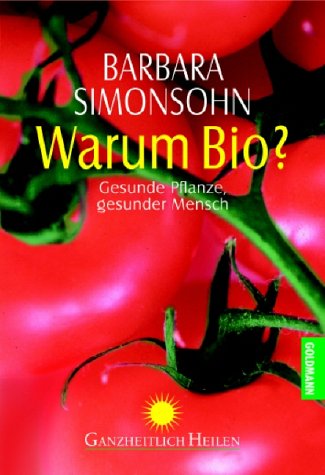 BARBARA
SIMONSOHN
Warum Bio?
Gesunde Pflanze,
gesunder Mensch
GOLDMANN
GANZHEITLICH HEILEN